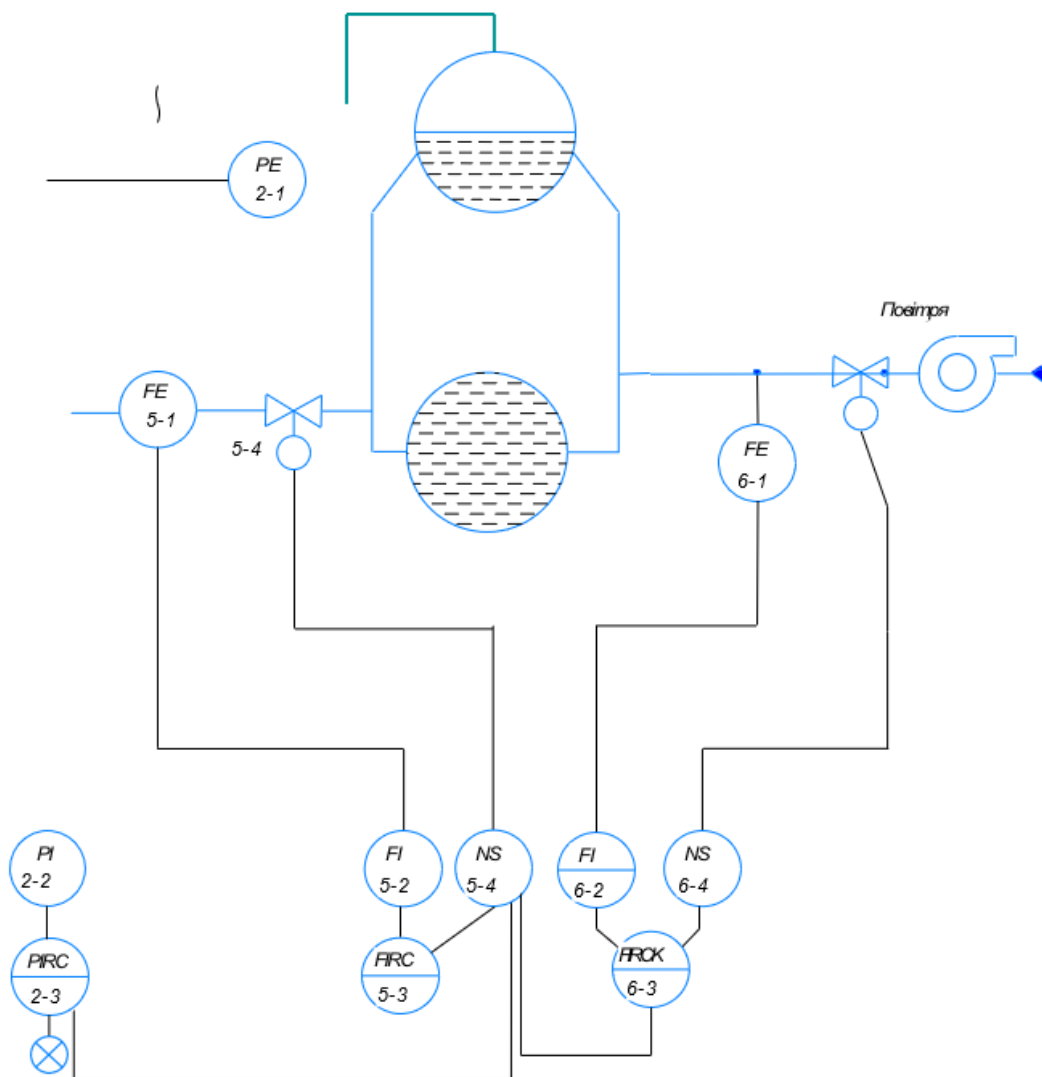 PE
2-1
Повітря
FE
5-1
5-4
FE
6-1
PI
2-2
FI
5-2
NS
5-4
FI
6-2
NS
6-4
PIRC
2-3
FIRC
5-3
FIRCK
6-3